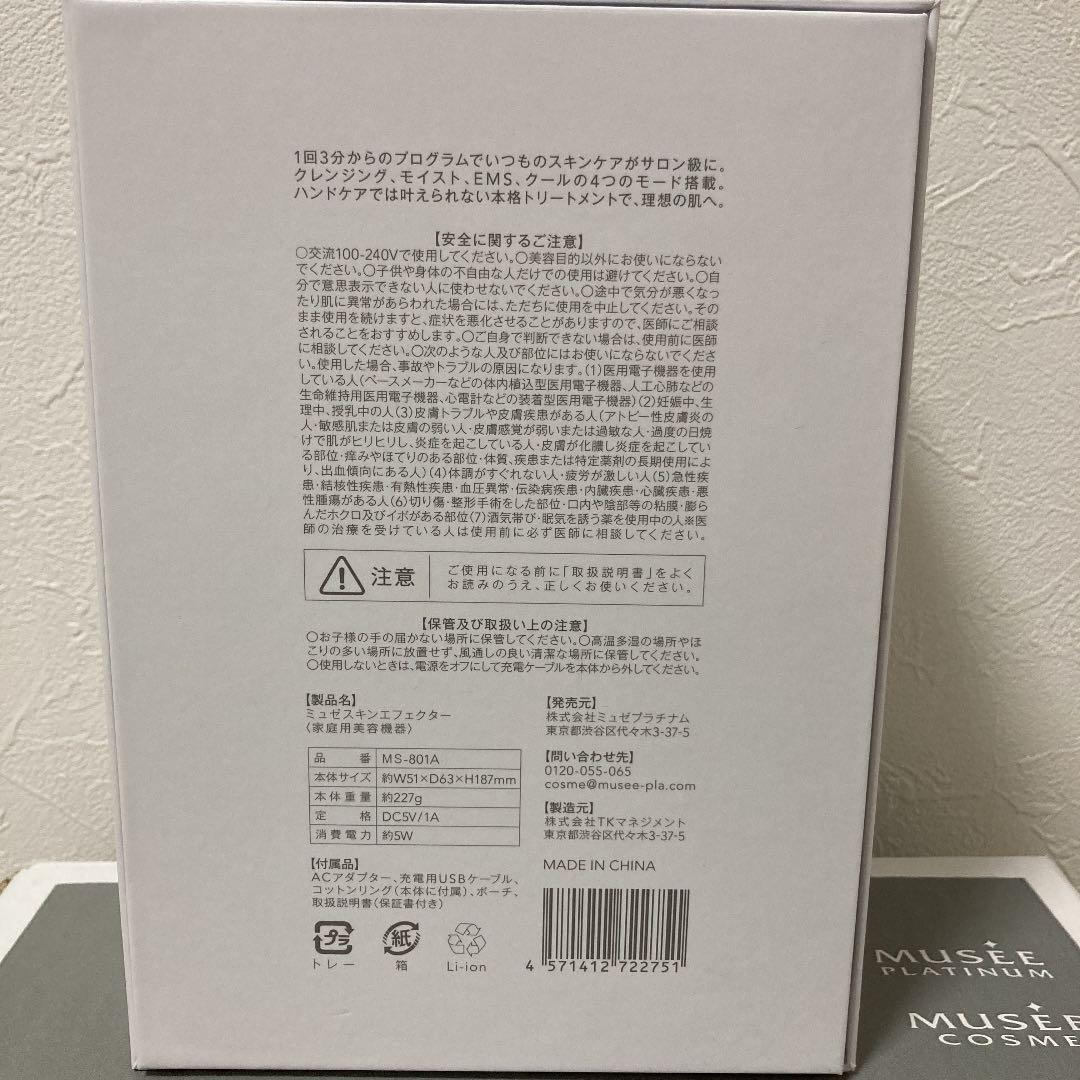 1回3分からのプログラムでいつものスキンケアがサロン級に。
クレンジング、モイスト、EMS、クールの4つのモード搭載。
ハンドケアでは叶えられない本格トリートメントで、理想の肌へ。
【安全に関するご注意】
○交流100-240Vで使用してください。○美容目的以外にお使いにならない
でください。○子供や身体の不自由な人だけでの使用は避けてください。○自
分で意思表示できない人に使わせないでください。○途中で気分が悪くなっ
たり肌に異常があらわれた場合には、ただちに使用を中止してください。その
まま使用を続けますと、症状を悪化させることがありますので、医師にご相談
されることをおすすめします。○ご自身で判断できない場合は、使用前に医師
に相談してください。○次のような人及び部位にはお使いにならないでくださ
い。使用した場合、事故やトラブルの原因になります。(1)医用電子機器を使用
している人(ペースメーカーなどの体内植込型医用電子機器、人工心肺などの
生命維持用医用電子機器、心電計などの装着型医用電子機器)(2)妊娠中、生
理中、授乳中の人(3)皮膚トラブルや皮膚疾患がある人(アトピー性皮膚炎の
人・敏感肌または皮膚の弱い人・皮膚感覚が弱いまたは過敏な人・過度の日焼
けで肌がヒリヒリし、炎症を起こしている人・皮膚が化膿し炎症を起こしてい
る部位・痒みやほてりのある部位・体質、疾患または特定薬剤の長期使用によ
り、出血傾向にある人)(4)体調がすぐれない人・疲労が激しい人(5)急性疾
患・結核性疾患・有熱性疾患・血圧異常・伝染病疾患・内臓疾患・心臓疾患・悪
性腫瘍がある人(6)切り傷・整形手術をした部位・口内や陰部等の粘膜・膨ら
んだホクロ及びイボがある部位(7)酒気帯び・眠気を誘う薬を使用中の人※医
師の治療を受けている人は使用前に必ず医師に相談してください。
注意
ご使用になる前に「取扱説明書」をよく
お読みのうえ、正しくお使いください。
【保管及び取扱い上の注意】
○お子様の手の届かない場所に保管してください。○高温多湿の場所やほ
こりの多い場所に放置せず、風通しの良い清潔な場所に保管してください。
○使用しないときは、電源をオフにして充電ケーブルを本体から外してください。
【製品名】
ミュゼスキンエフェクター
〈家庭用美容機器〉
品番 MS-801A
本体サイズ 約W51×D63×H187mm
本体重量 約227g
定格 DC5V/1A
消費電力 約5W
【付属品】
ACアダプター、充電用USBケーブル、
コットンリング(本体に付属)、ポーチ、
取扱説明書(保証書付き)
プラ
トレー
紙
箱
Li-ion
【発売元】
株式会社ミュゼプラチナム
東京都渋谷区代々木3-37-5
【問い合わせ先】
0120-055-065
cosme@musee-pla.com
【製造元】
株式会社TKマネジメント
東京都渋谷区代々木3-37-5
MADE IN CHINA
4 571412 722751
MUSÉE
PLATINUM
MUSÉE
COSME